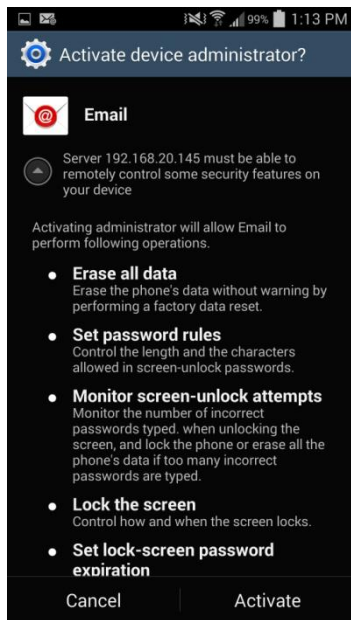 99% 1:13 PM
Activate device administrator?
@
Email
Server 192.168.20.145 must be able to
remotely control some security features on
your device
Activating administrator will allow Email to
perform following operations.
● Erase all data
Erase the phone's data without warning by
performing a factory data reset.
● Set password rules
Control the length and the characters
allowed in screen-unlock passwords.
● Monitor screen-unlock attempts
Monitor the number of incorrect
passwords typed. when unlocking the
screen, and lock the phone or erase all the
phone's data if too many incorrect
passwords are typed.
● Lock the screen
Control how and when the screen locks.
● Set lock-screen password
expiration
Cancel Activate